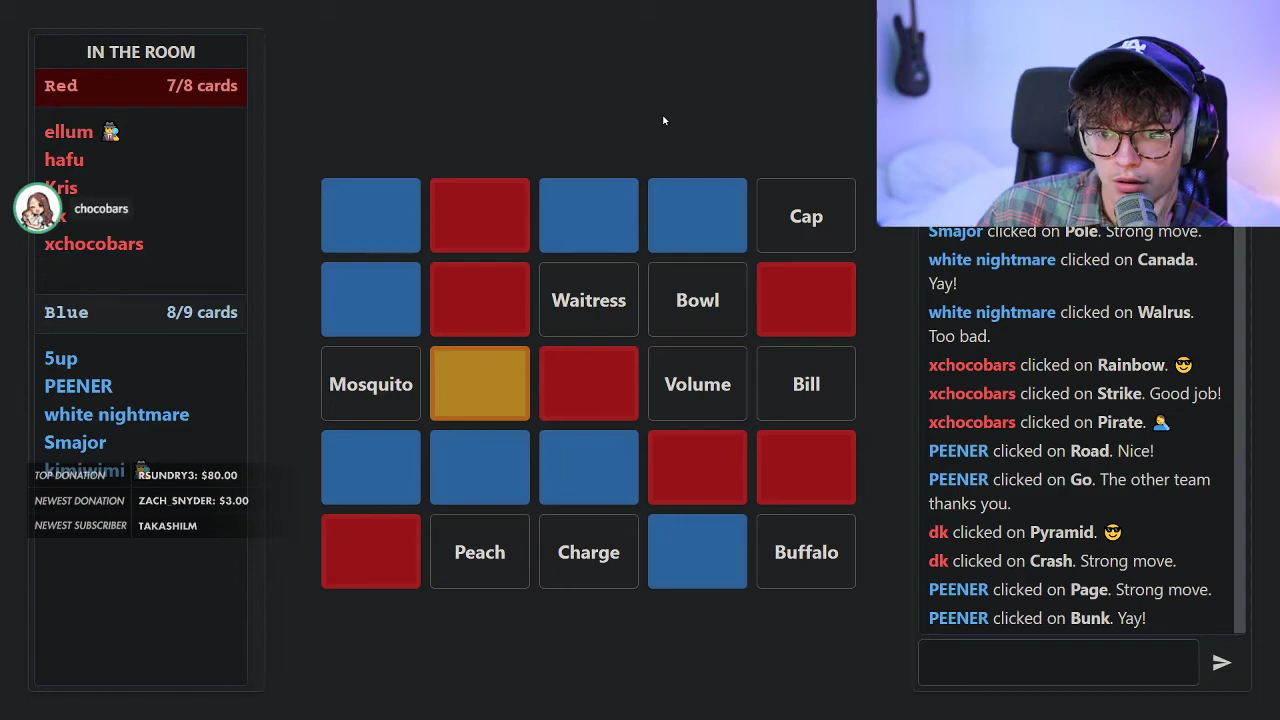 IN THE ROOM
Red 7/8 cards
ellum
hafu
Kris
chocobars
xchocobars
Blue 8/9 cards
5up
PEENER
white nightmare
Smajor
kimiwimi
TOP DONATION RSUNDRY3: $80.00
NEWEST DONATION ZACH_SNYDER: $3.00
NEWEST SUBSCRIBER TAKASHILM
Cap
Waitress
Bowl
Mosquito
Volume
Bill
Peach
Charge
Buffalo
Smajor clicked on Pole. Strong move.
white nightmare clicked on Canada.
Yay!
white nightmare clicked on Walrus.
Too bad.
xchocobars clicked on Rainbow.
xchocobars clicked on Strike. Good job!
xchocobars clicked on Pirate.
PEENER clicked on Road. Nice!
PEENER clicked on Go. The other team
thanks you.
dk clicked on Pyramid.
dk clicked on Crash. Strong move.
PEENER clicked on Page. Strong move.
PEENER clicked on Bunk. Yay!